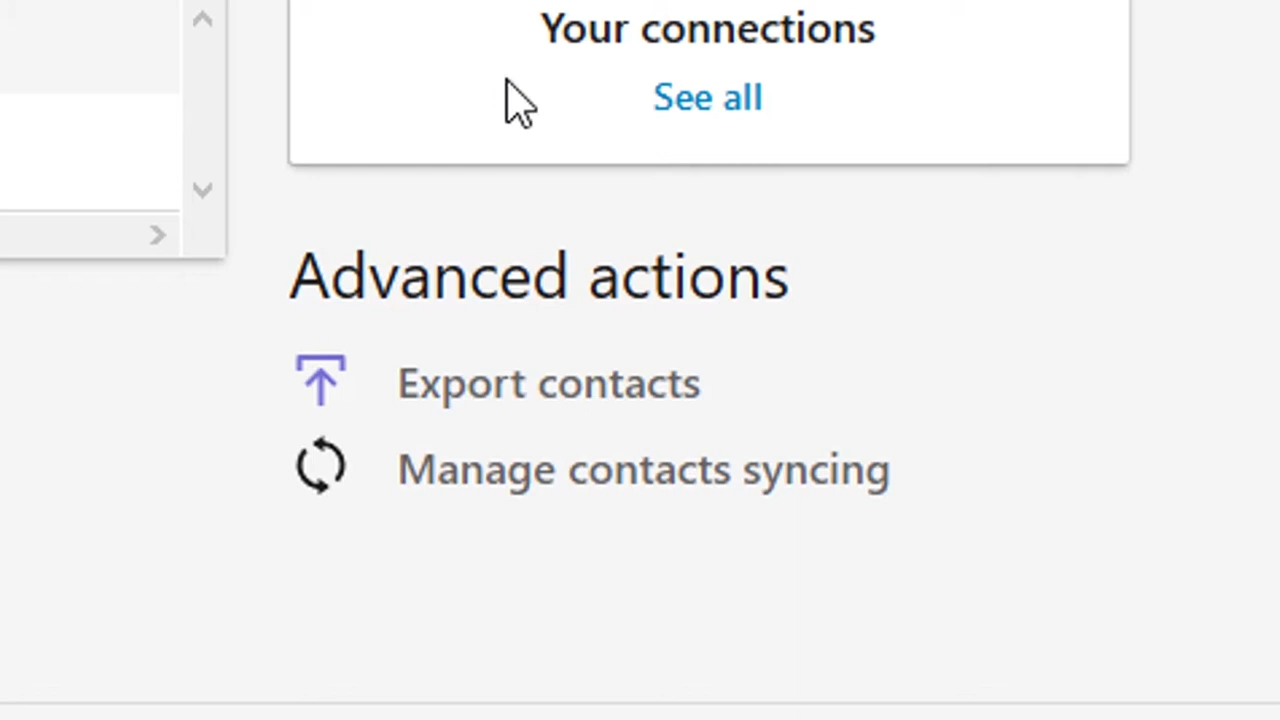 Your connections
See all
Advanced actions
Export contacts
Manage contacts syncing